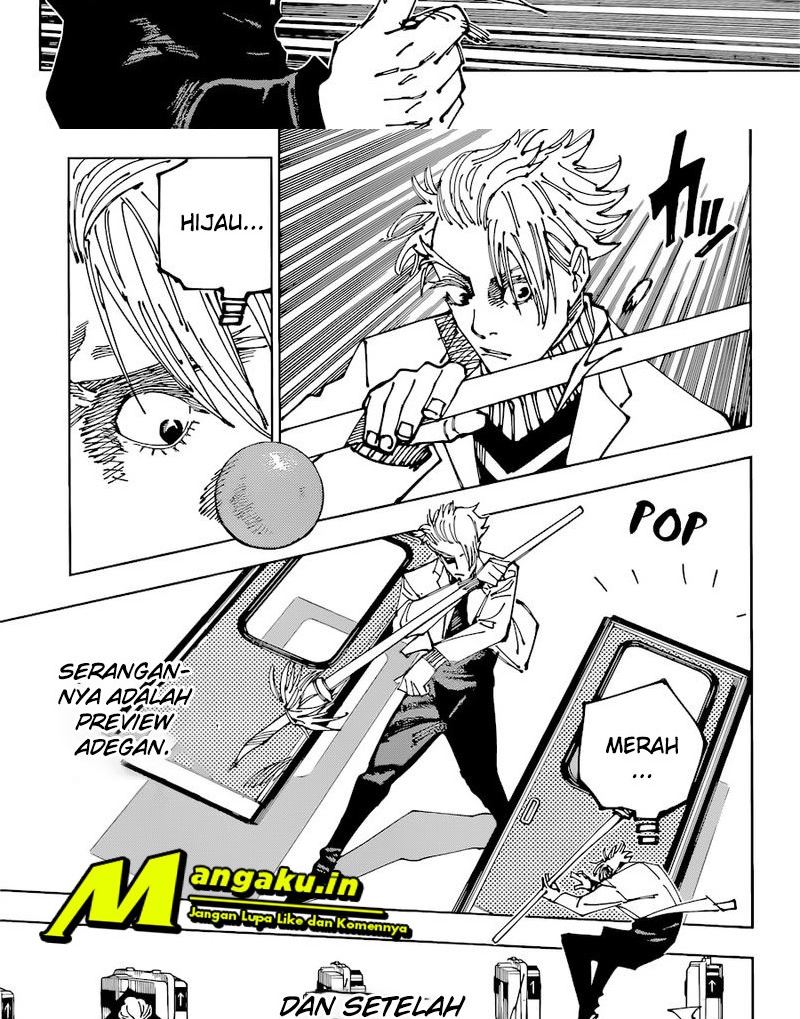 HIJAU...
カッ
POP
SERANGAN-
NYA ADALAH
PREVIEW
ADEGAN.
MERAH
...
Mangaku.in
Jangan Lupa Like dan Komennya
DAN SETELAH